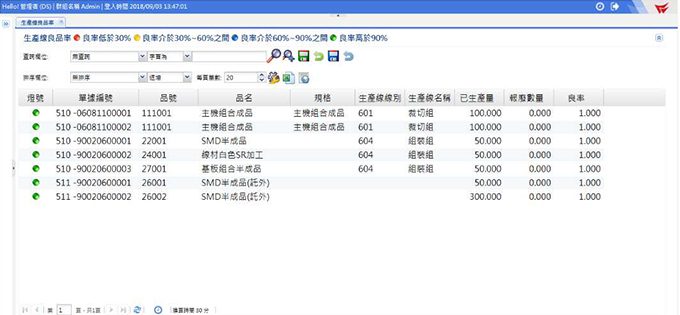 Hello! 管理者 (DS) | 群組名稱 Admin | 登入時間 2018/09/03 13:47:01
生產線良品率
生產線良品率 良率低於30% 良率介於30%~60%之間 良率介於60%~90%之間 良率高於90%
查詢欄位: 無查詢 字首為
排序欄位: 無排序 遞增 每頁筆數: 20
燈號 單據編號 品號 品名 規格 生產線線別 生產線名稱 已生產量 報廢數量 良率
510 -06081100001 111001 主機組合成品 主機組合成品 601 裁切組 100.000 0.000 1.000
510 -06081100002 111001 主機組合成品 主機組合成品 601 裁切組 100.000 0.000 1.000
510 -90020600001 22001 SMD半成品 604 組裝組 50.000 0.000 1.000
510 -90020600002 24001 線材白色SR加工 604 組裝組 50.000 0.000 1.000
510 -90020600003 27001 基板組合半成品 604 組裝組 50.000 0.000 1.000
511 -90020600001 26001 SMD半成品(託外) 50.000 0.000 1.000
511 -90020600002 26002 SMD半成品(託外) 300.000 0.000 1.000
第 1 頁，共1頁 換頁時間 30 分